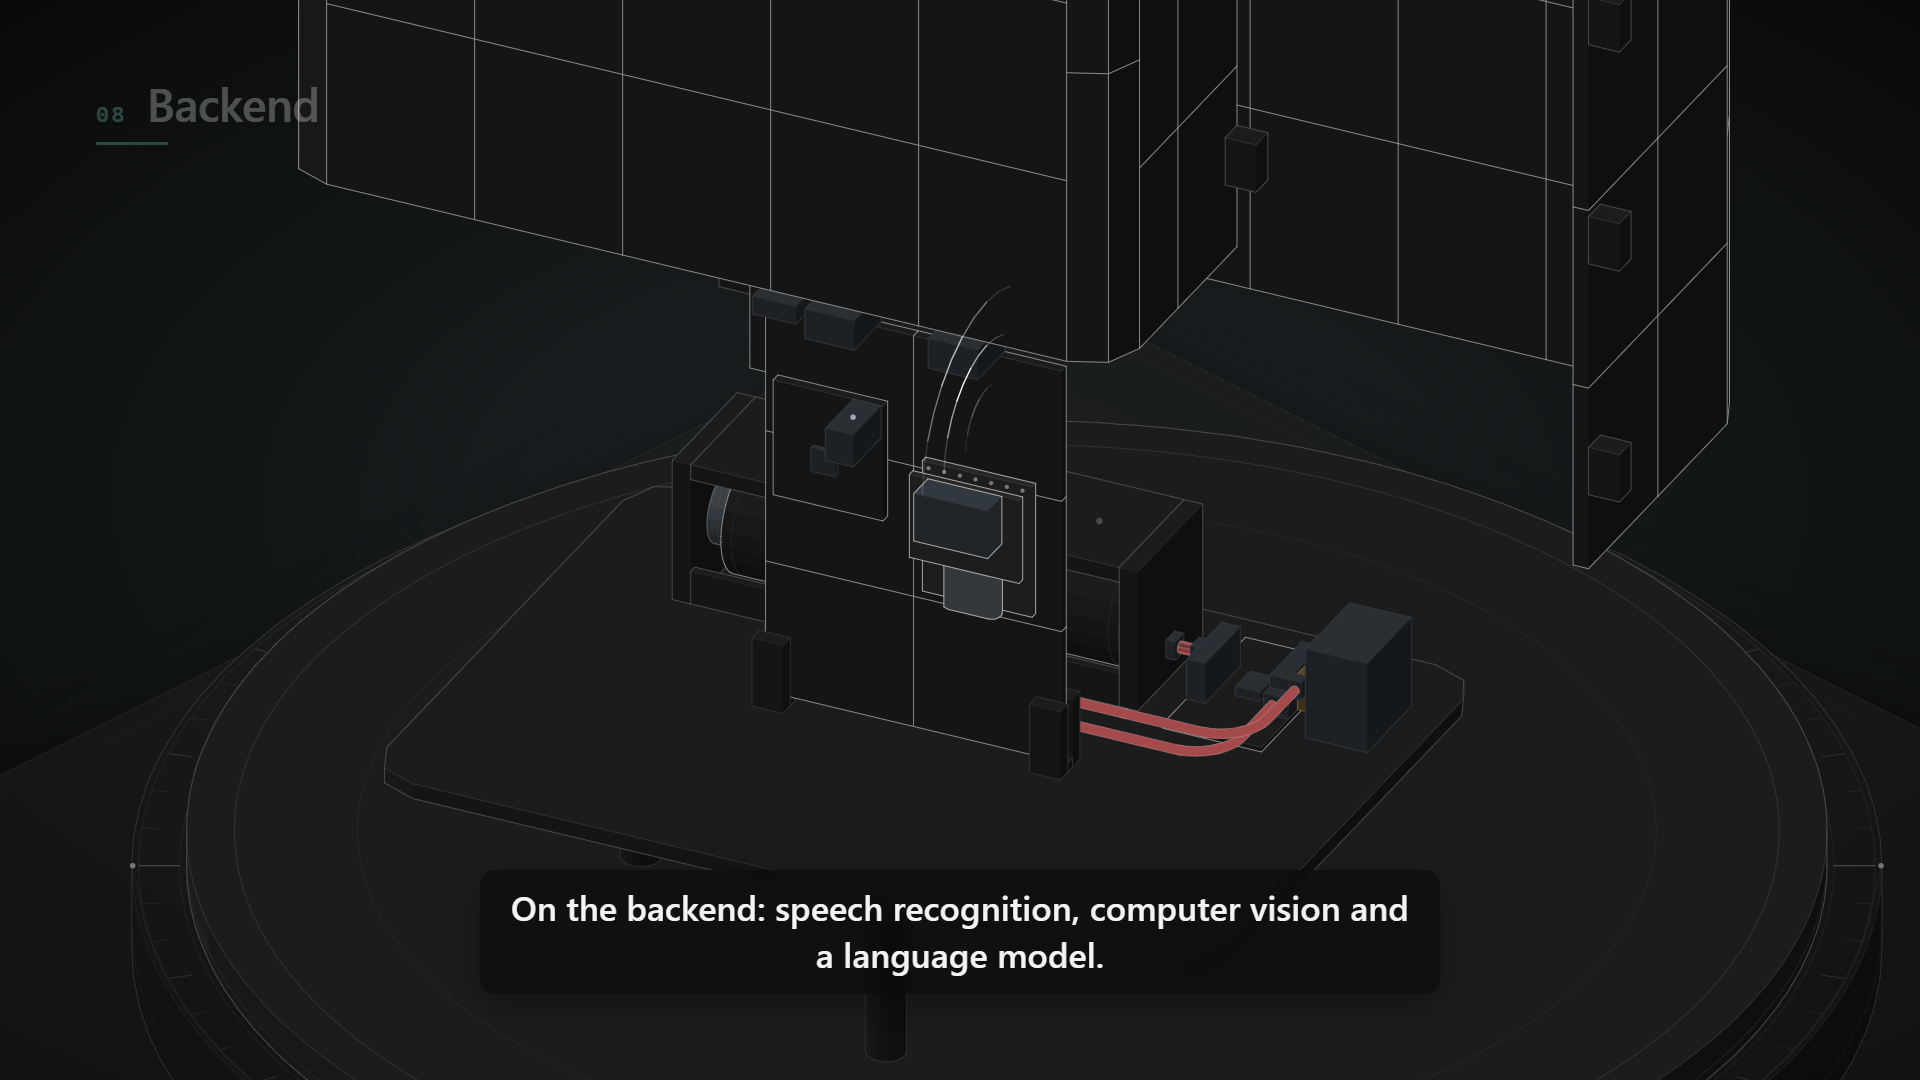 08 Backend
On the backend: speech recognition, computer vision and
a language model.